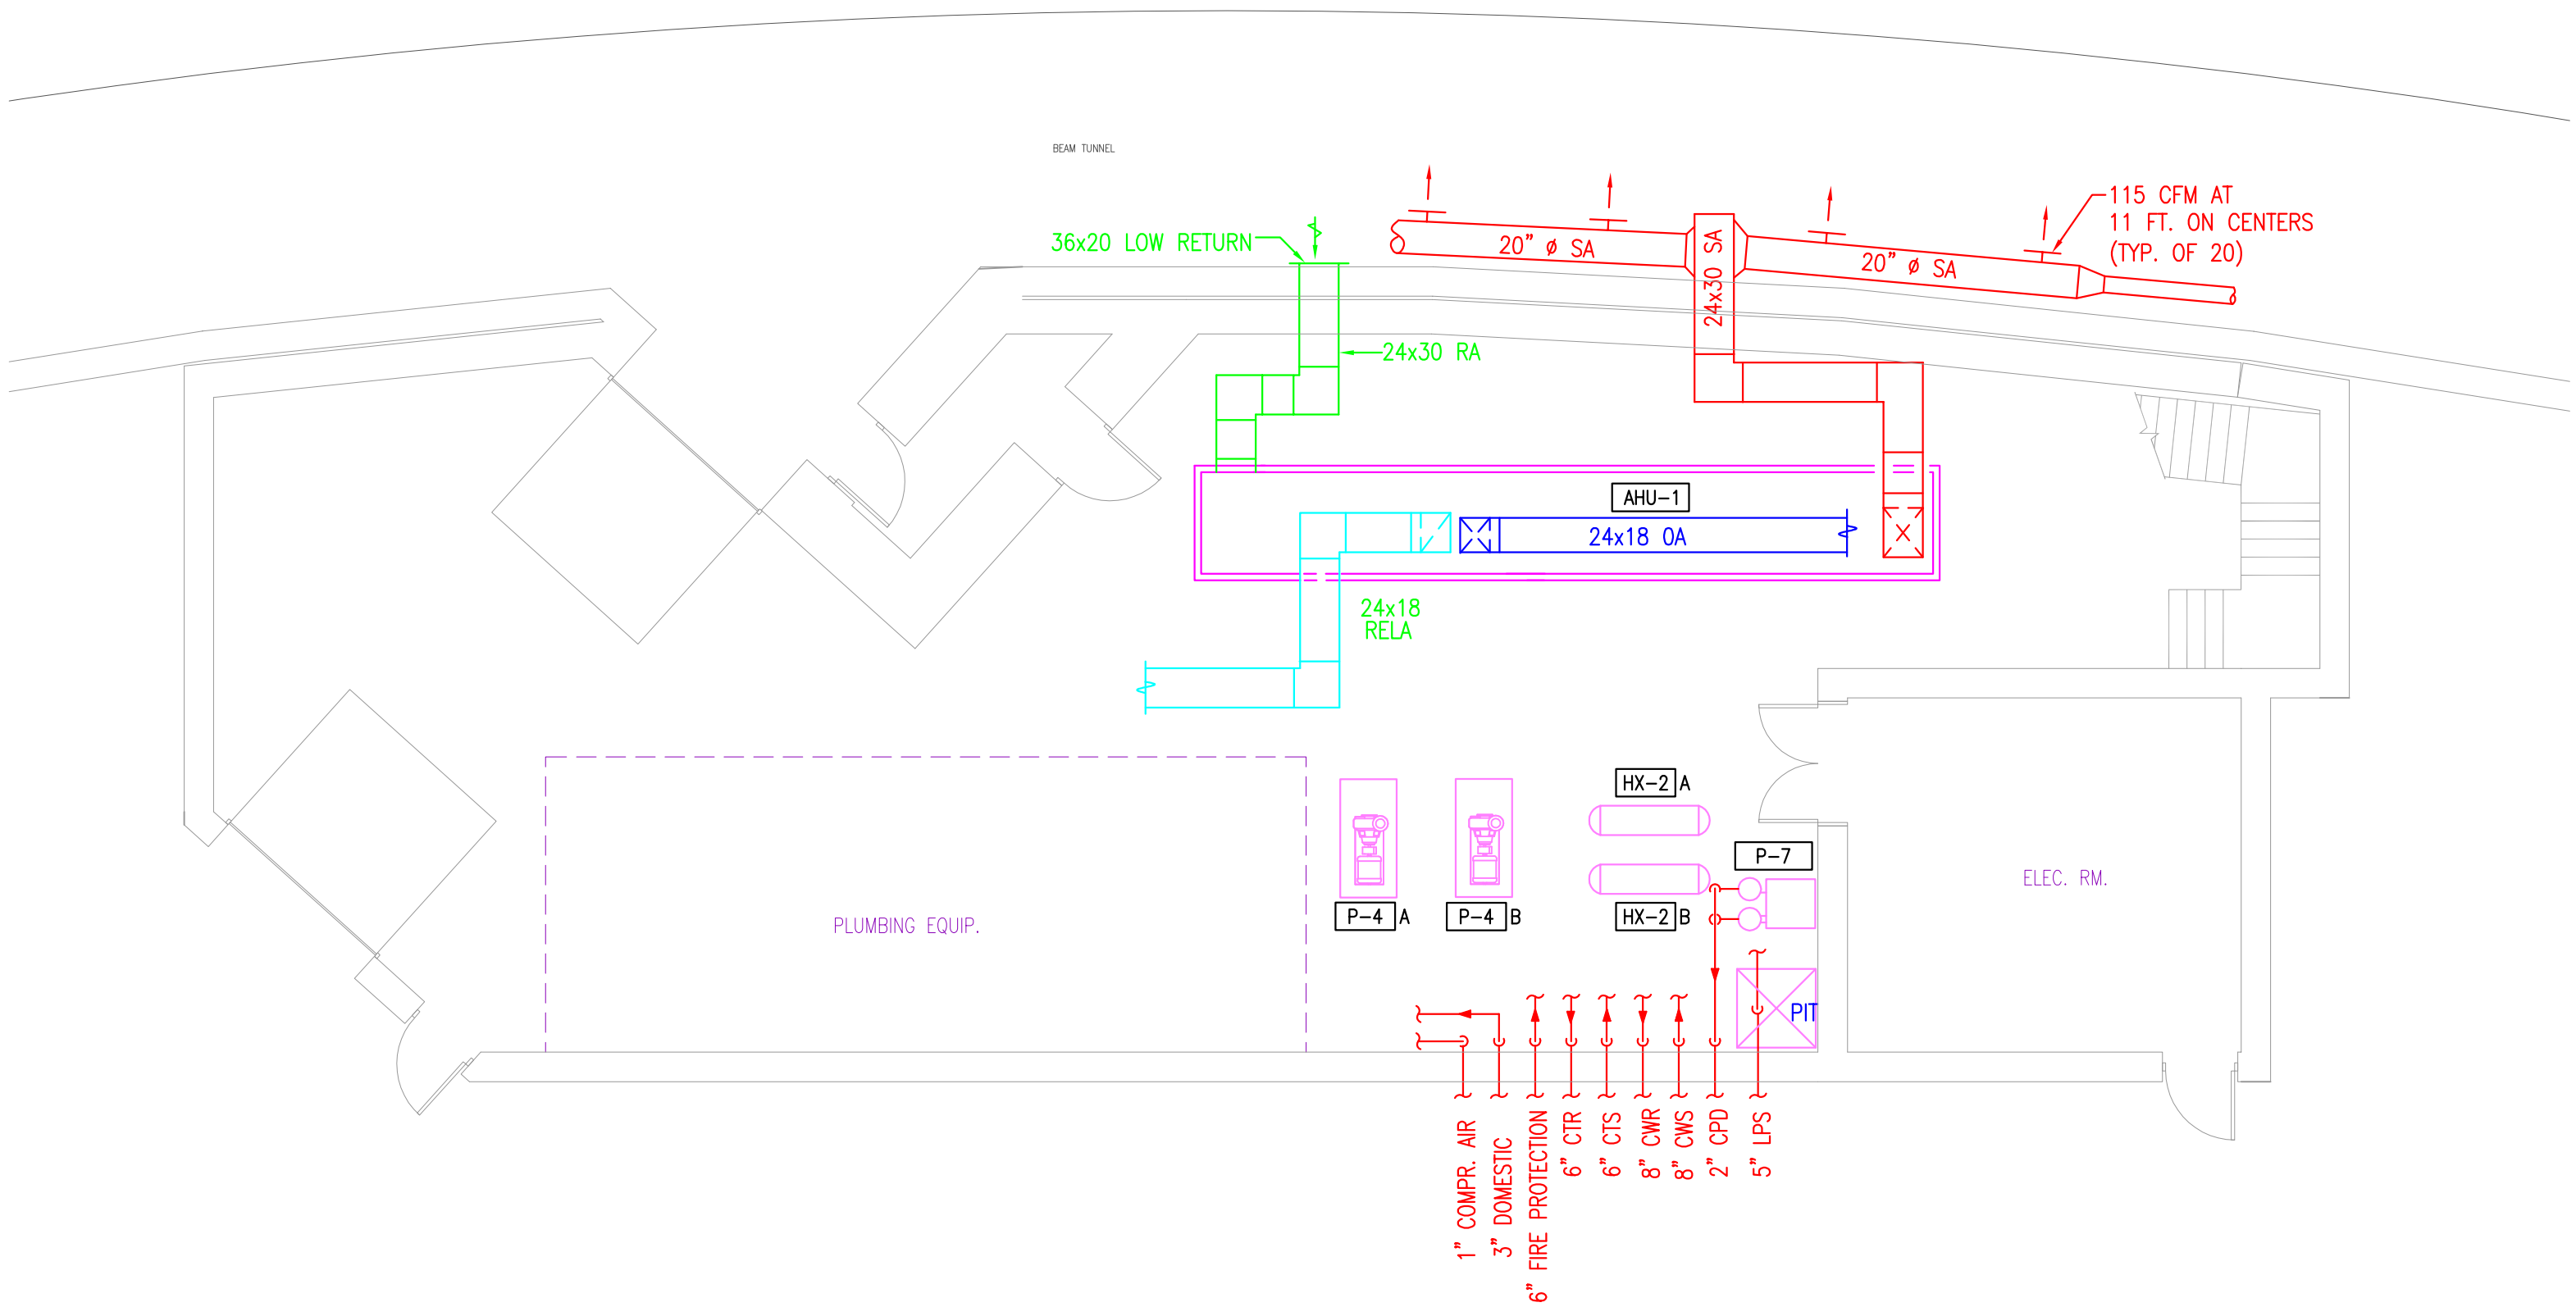 BEAM TUNNEL
115 CFM AT
11 FT. ON CENTERS
(TYP. OF 20)
36x20 LOW RETURN
20" ø SA
24x30 SA
20" ø SA
24x30 RA
AHU-1
24x18 OA
24x18
RELA
HX-2 A
P-7
ELEC. RM.
PLUMBING EQUIP.
P-4 A
P-4 B
HX-2 B
PIT
1" COMPR. AIR
3" DOMESTIC
6" FIRE PROTECTION
6" CTR
6" CTS
8" CWR
8" CWS
2" CPD
5" LPS